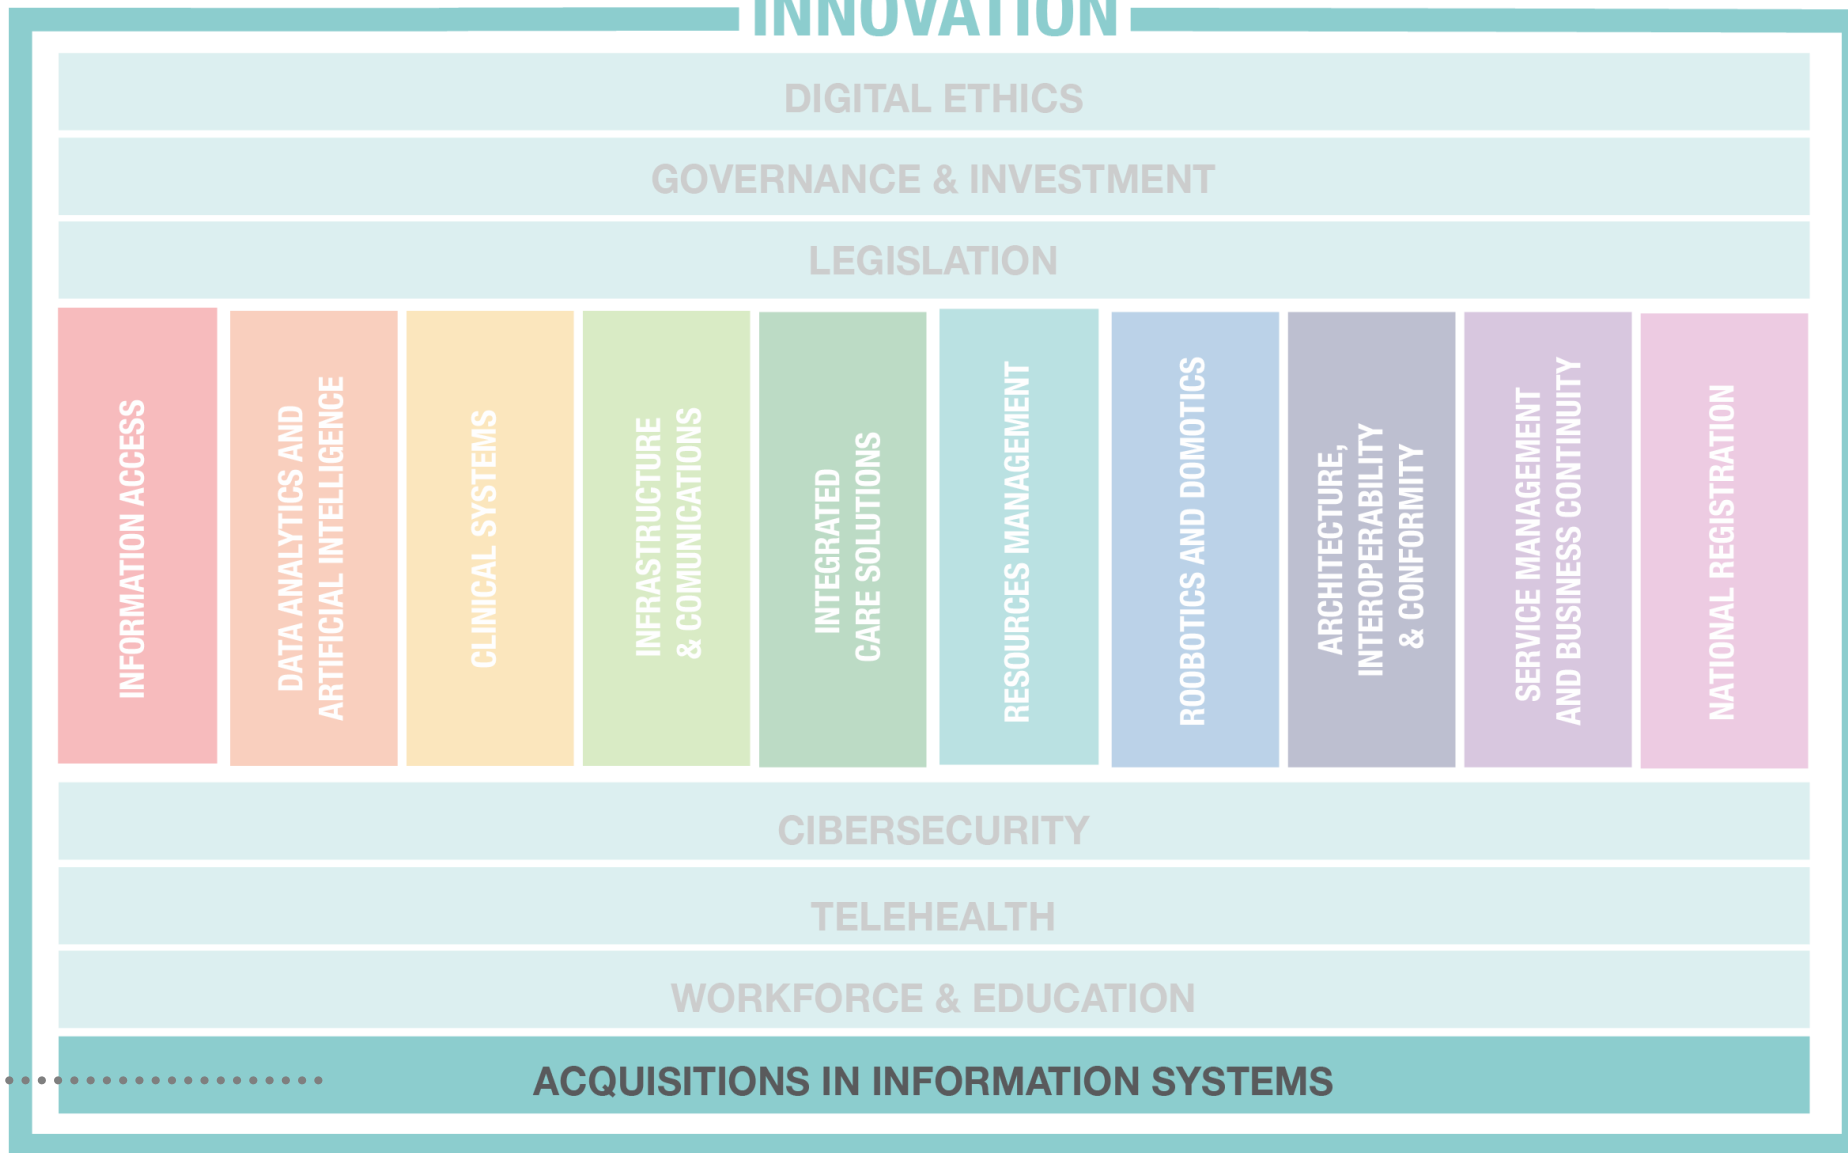 INNOVATION
DIGITAL ETHICS
GOVERNANCE & INVESTMENT
LEGISLATION
INFORMATION ACCESS
DATA ANALYTICS AND
ARTIFICIAL INTELLIGENCE
CLINICAL SYSTEMS
INFRASTRUCTURE
& COMUNICATIONS
INTEGRATED
CARE SOLUTIONS
RESOURCES MANAGEMENT
ROOBOTICS AND DOMOTICS
ARCHITECTURE,
INTEROPERABILITY
& CONFORMITY
SERVICE MANAGEMENT
AND BUSINESS CONTINUITY
NATIONAL REGISTRATION
CIBERSECURITY
TELEHEALTH
WORKFORCE & EDUCATION
ACQUISITIONS IN INFORMATION SYSTEMS